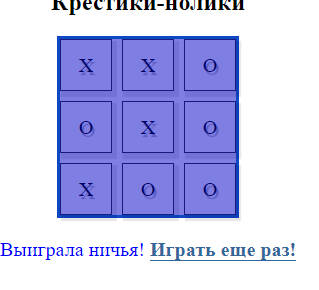 Крестики-нолики
X X O
O X O
X O O
Выиграла ничья! Играть еще раз!